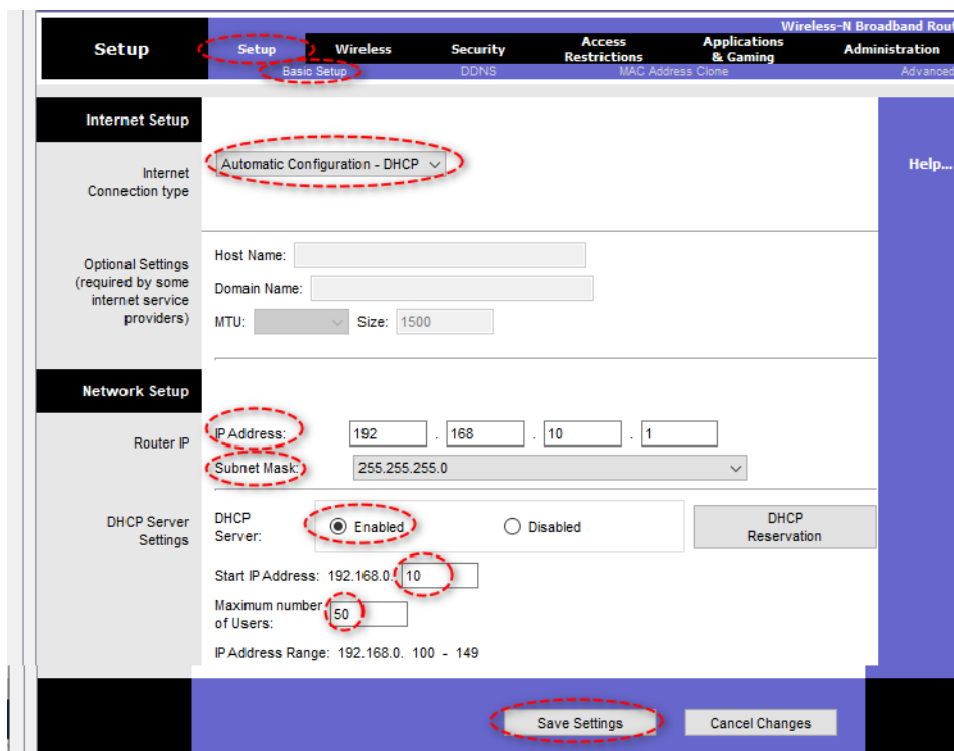 Wireless-N Broadband Rout
Setup
Setup Wireless Security Access Restrictions Applications & Gaming Administration
Basic Setup DDNS MAC Address Clone Advanced
Internet Setup
Internet
Connection type
Automatic Configuration - DHCP
Help...
Optional Settings
(required by some
internet service
providers)
Host Name:
Domain Name:
MTU: Size: 1500
Network Setup
Router IP
IP Address: 192 . 168 . 10 . 1
Subnet Mask: 255.255.255.0
DHCP Server
Settings
DHCP
Server:
Enabled Disabled
DHCP
Reservation
Start IP Address: 192.168.0. 10
Maximum number
of Users:
50
IP Address Range: 192.168.0. 100 - 149
Save Settings Cancel Changes